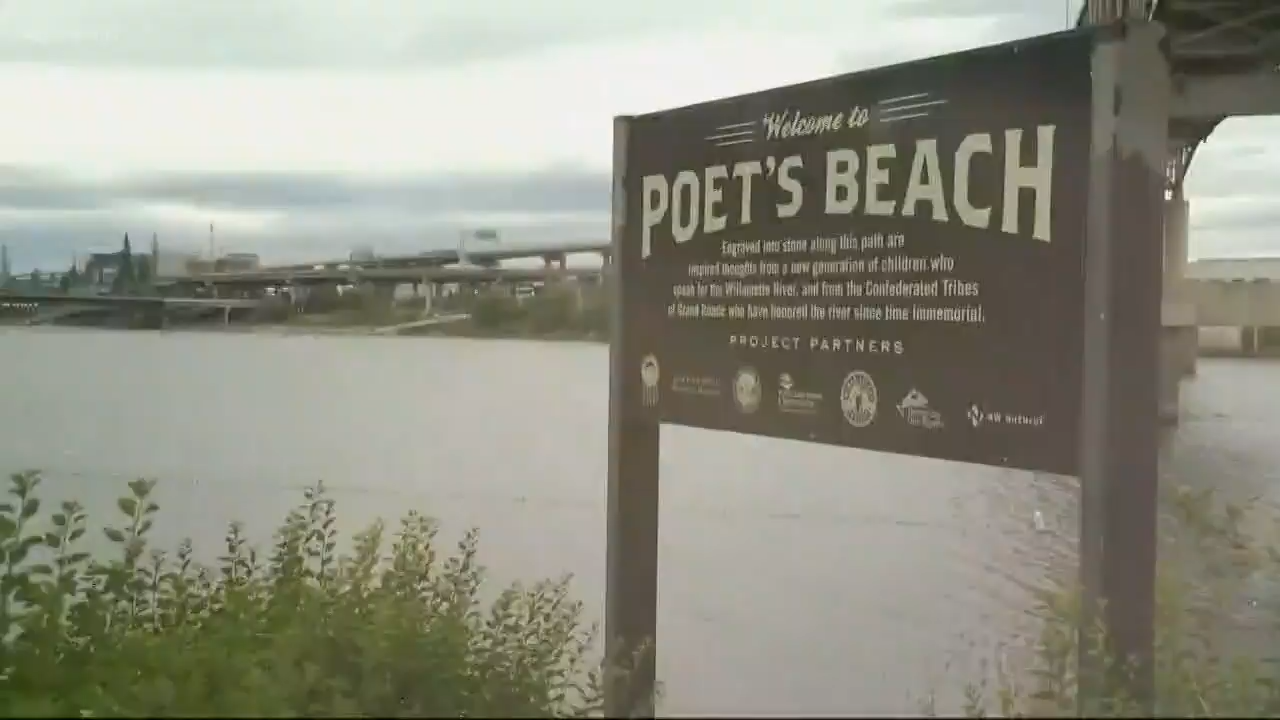 Welcome to
POET'S BEACH
Engraved into stone along this path are
inspired thoughts from a new generation of children who
speak for the Willamette River, and from the Confederated Tribes
of Grand Ronde who have honored the river since time immemorial.
PROJECT PARTNERS
NW Natural